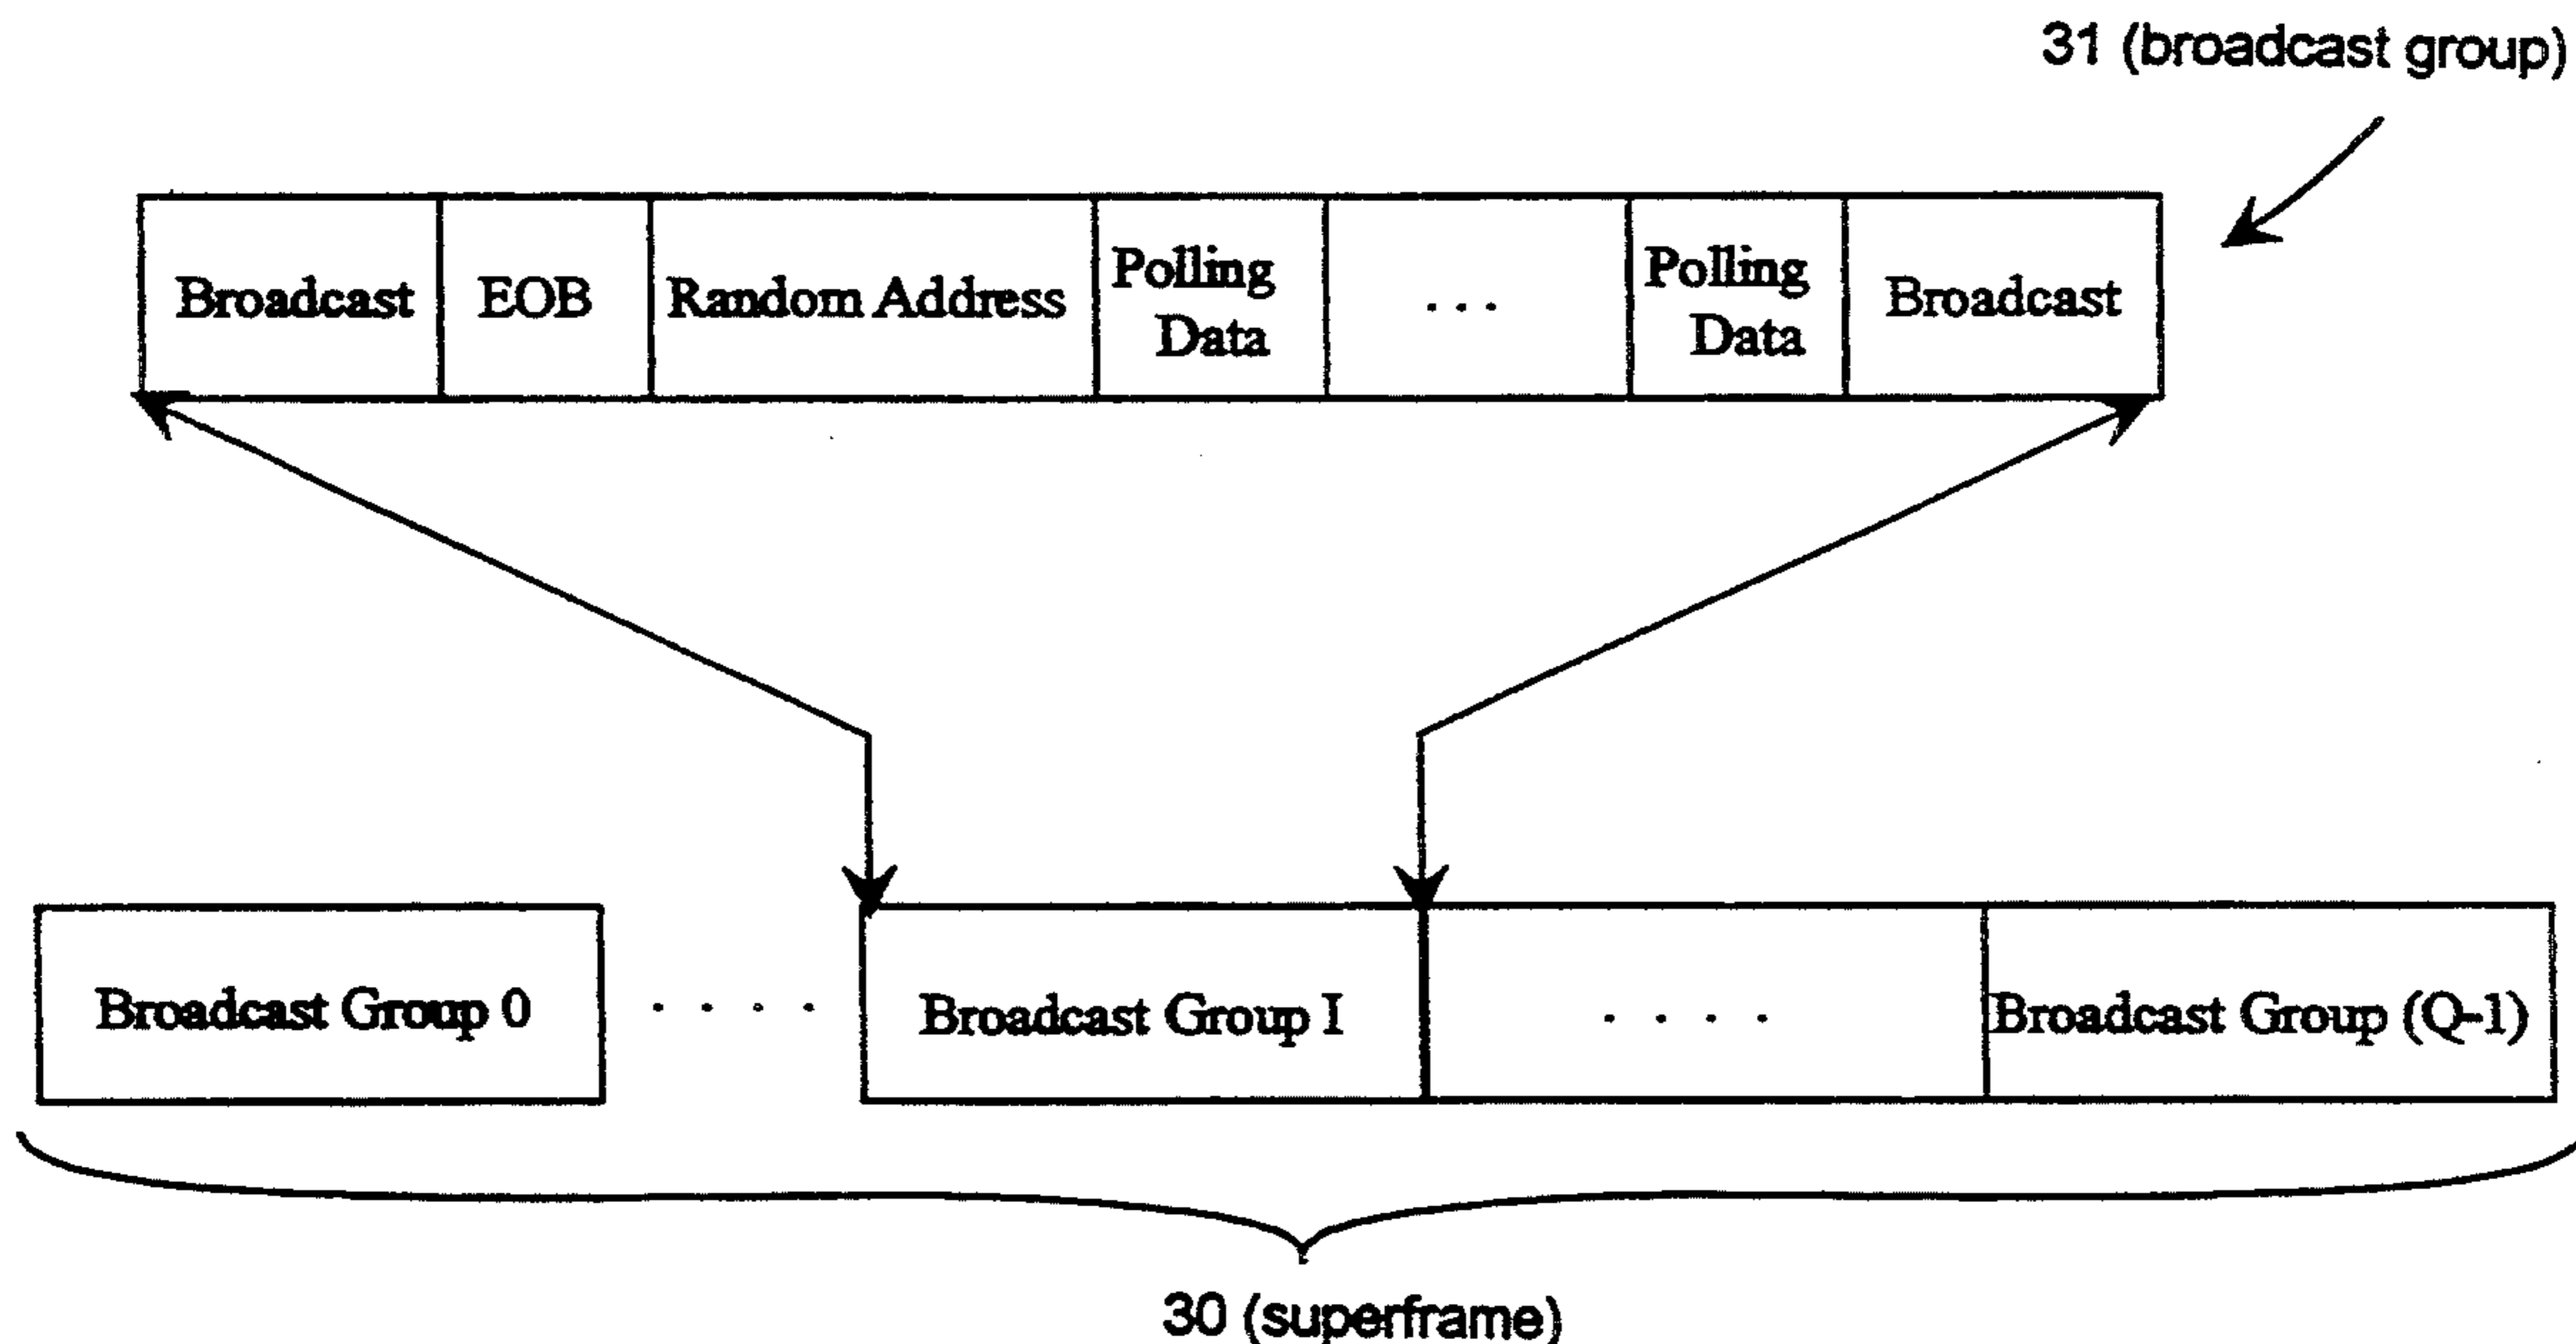 31 (broadcast group)
Broadcast EOB Random Address Polling Data ... Polling Data Broadcast
Broadcast Group 0 . . . . Broadcast Group I . . . . Broadcast Group (Q-1)
30 (superframe)